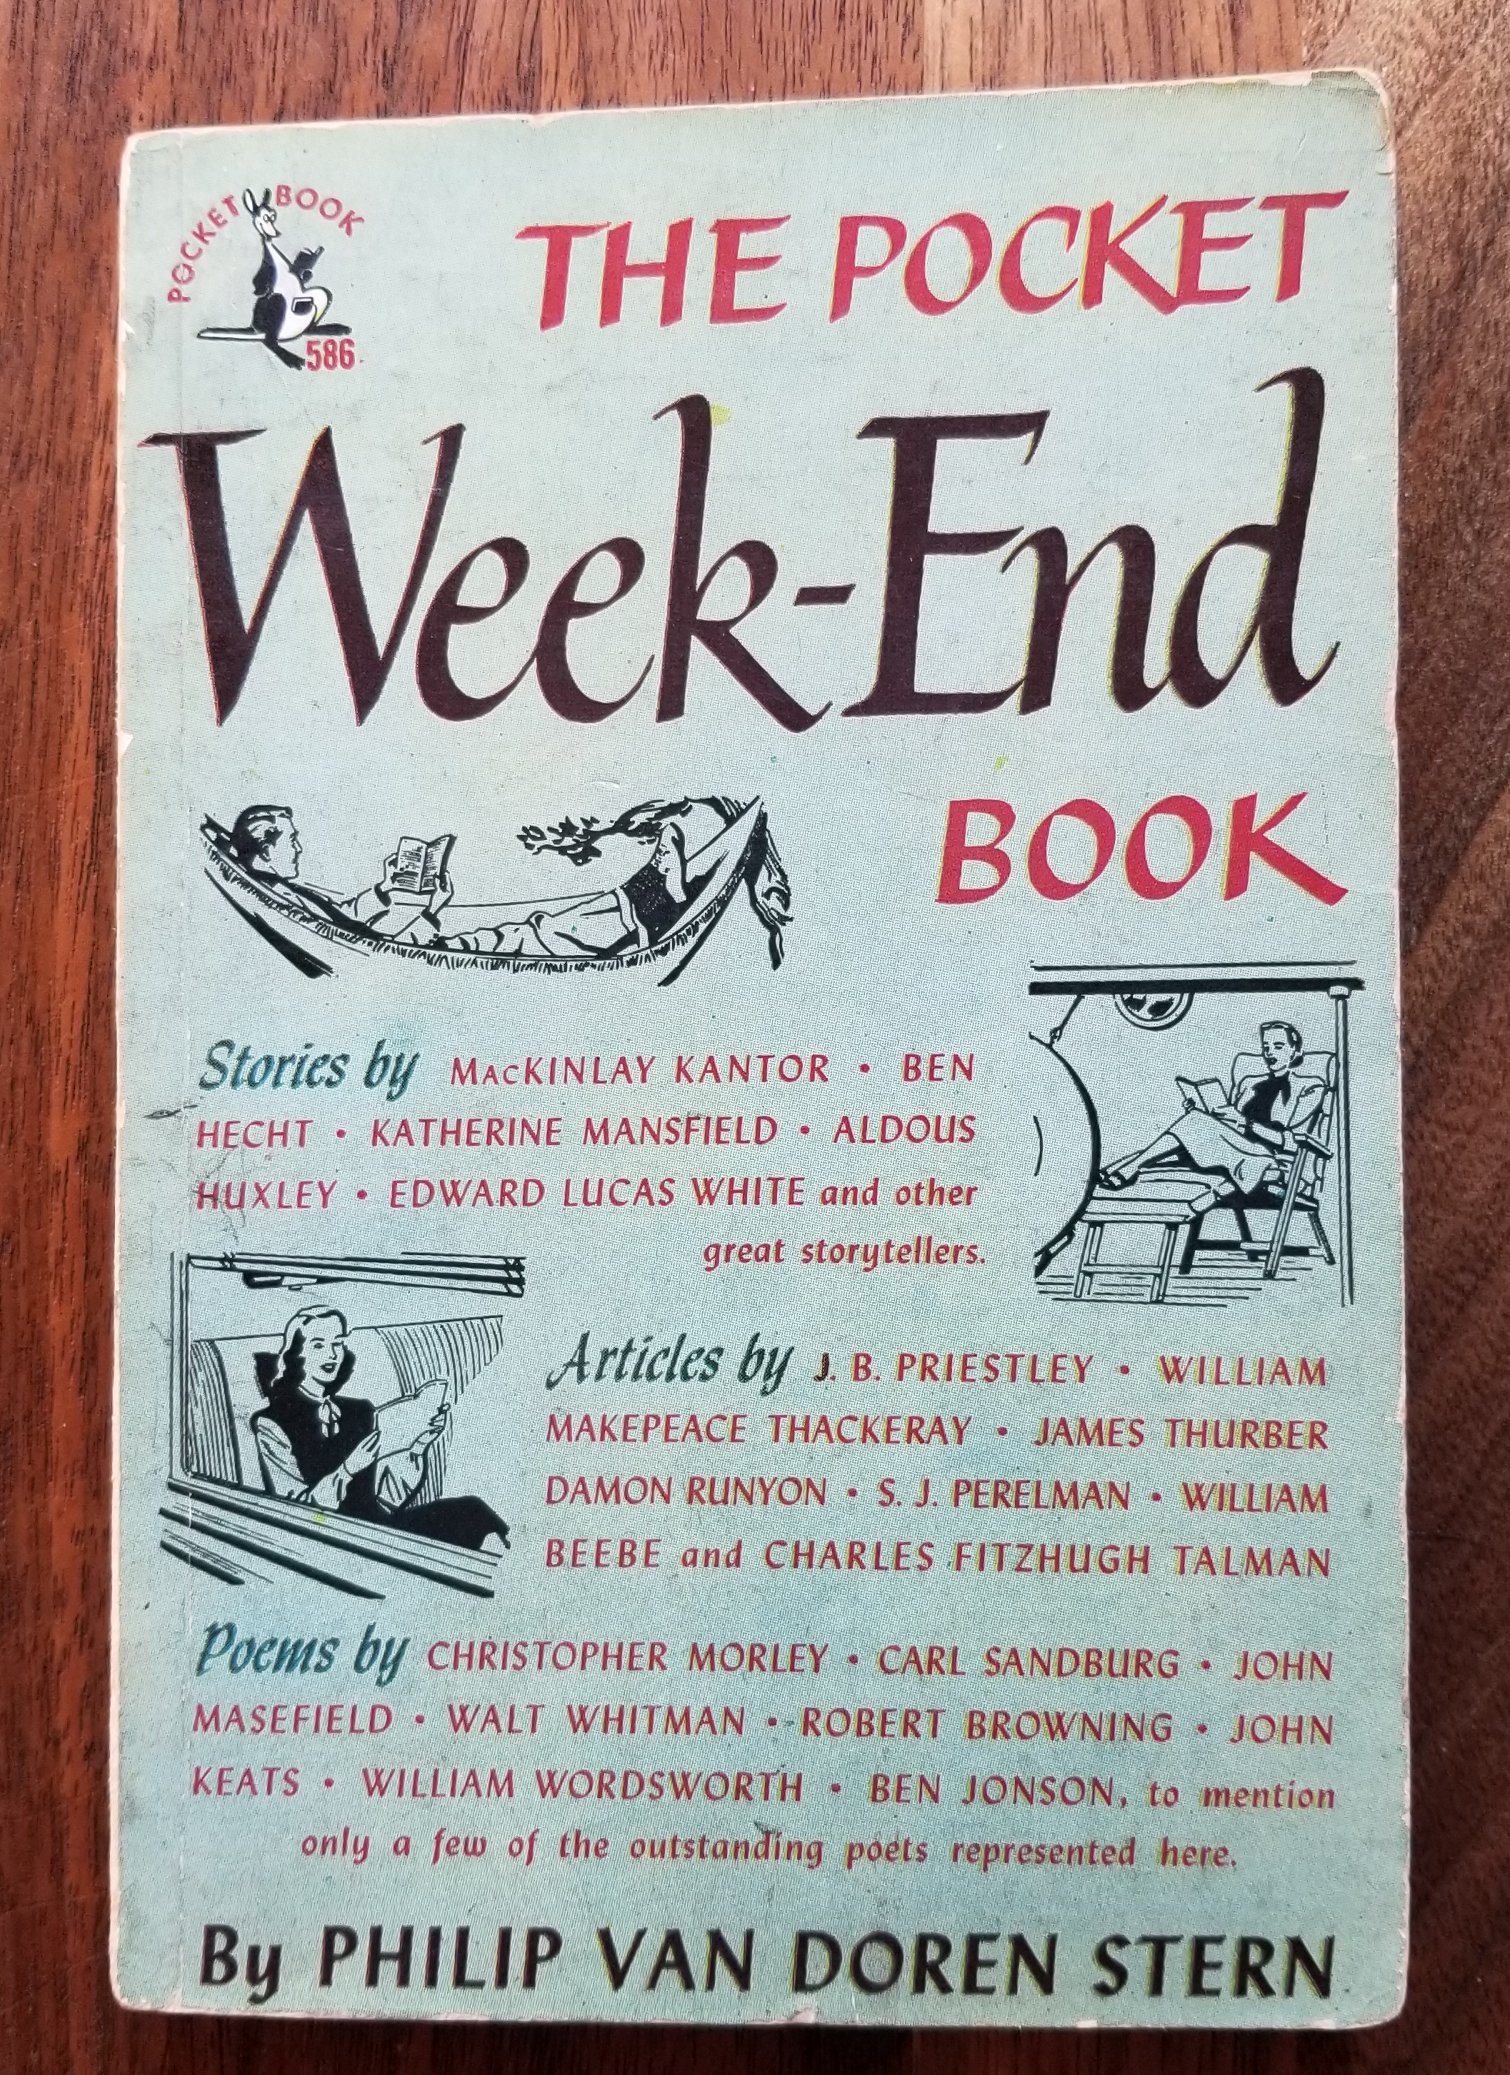 POCKET BOOK
586
THE POCKET
Week-End
BOOK
Stories by MacKINLAY KANTOR • BEN
HECHT • KATHERINE MANSFIELD • ALDOUS
HUXLEY • EDWARD LUCAS WHITE and other
great storytellers.
Articles by J. B. PRIESTLEY • WILLIAM
MAKEPEACE THACKERAY • JAMES THURBER
DAMON RUNYON • S. J. PERELMAN • WILLIAM
BEEBE and CHARLES FITZHUGH TALMAN
Poems by CHRISTOPHER MORLEY • CARL SANDBURG • JOHN
MASEFIELD • WALT WHITMAN • ROBERT BROWNING • JOHN
KEATS • WILLIAM WORDSWORTH • BEN JONSON, to mention
only a few of the outstanding poets represented here.
By PHILIP VAN DOREN STERN